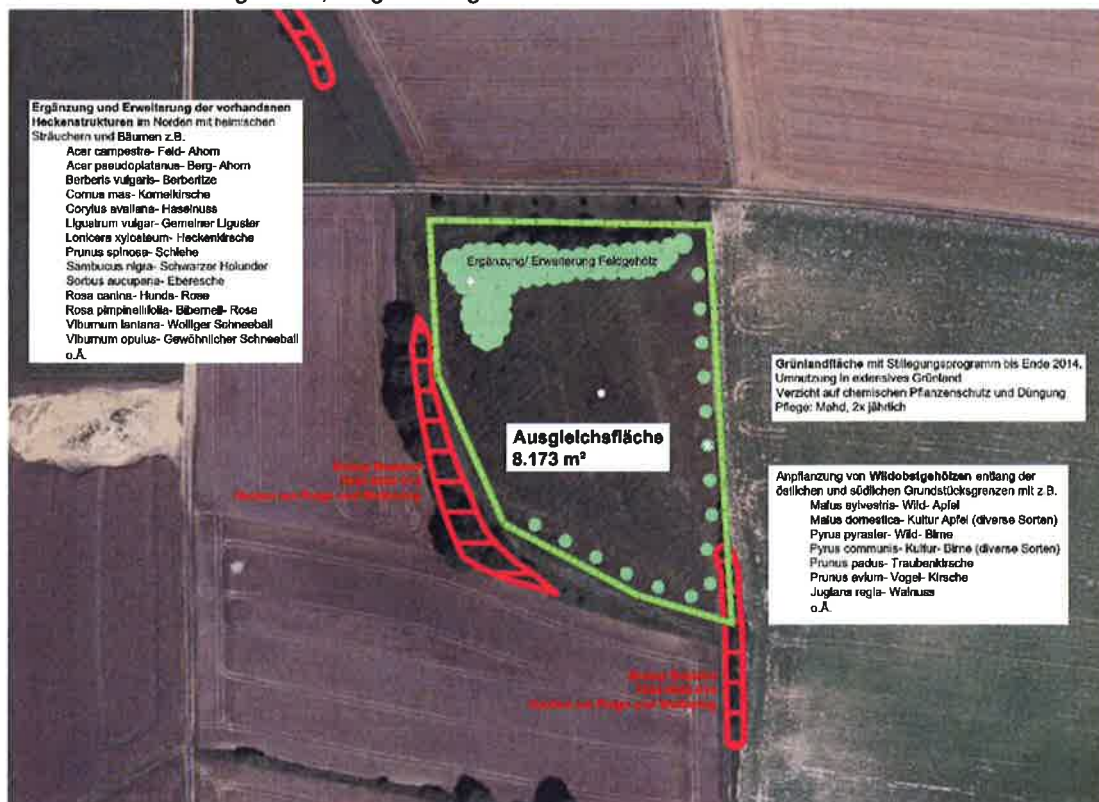 Ergänzung und Erweiterung der vorhandenen
Heckenstrukturen im Norden mit heimischen
Sträuchern und Bäumen z.B.
Acer campestre- Feld- Ahorn
Acer pseudoplatanus- Berg- Ahorn
Berberis vulgaris- Berberitze
Cornus mas- Kornelkirsche
Corylus avellana- Haselnuss
Ligustrum vulgar- Gemeiner Liguster
Lonicera xylosteum- Heckenkirsche
Prunus spinosa- Schlehe
Sambucus nigra- Schwarzer Holunder
Sorbus aucuparia- Eberesche
Rosa canina- Hunds- Rose
Rosa pimpinellifolia- Bibernell- Rose
Viburnum lantana- Wolliger Schneeball
Viburnum opulus- Gewöhnlicher Schneeball
o.Ä.
Ergänzung/ Erweiterung Feldgehölz
Grünlandfläche mit Stillegungsprogramm bis Ende 2014,
Umnutzung in extensives Grünland
Verzicht auf chemischen Pflanzenschutz und Düngung
Pflege: Mahd, 2x jährlich
Ausgleichsfläche
8.173 m²
Anpflanzung von Wildobstgehölzen entlang der
östlichen und südlichen Grundstücksgrenzen mit z.B.
Malus sylvestris- Wild- Apfel
Malus domestica- Kultur Apfel (diverse Sorten)
Pyrus pyraster- Wild- Birne
Pyrus communis- Kultur- Birne (diverse Sorten)
Prunus padus- Traubenkirsche
Prunus avium- Vogel- Kirsche
Juglans regia- Walnuss
o.Ä.